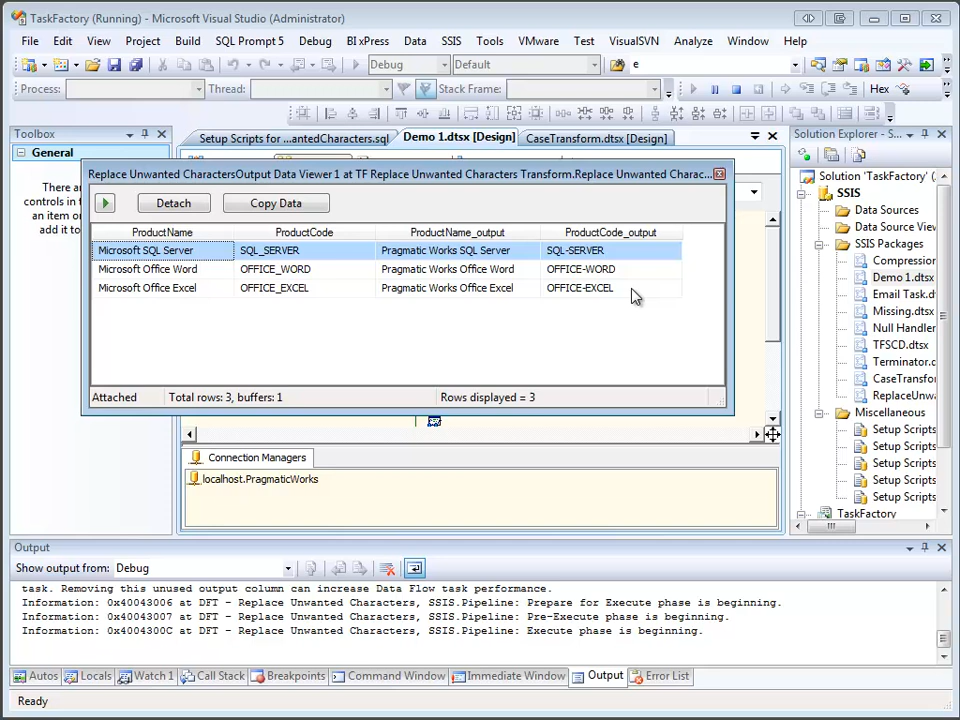 TaskFactory (Running) - Microsoft Visual Studio (Administrator)
File Edit View Project Build SQL Prompt 5 Debug BI xPress Data SSIS Tools VMware Test VisualSVN Analyze Window Help
Debug Default e
Process: Thread: Stack Frame: Hex
Toolbox
Setup Scripts for ...antedCharacters.sql Demo 1.dtsx [Design] CaseTransform.dtsx [Design]
Solution Explorer - S...
General
There are
controls in t
an item on
add it to
Replace Unwanted CharactersOutput Data Viewer 1 at TF Replace Unwanted Characters Transform.Replace Unwanted Charac...
Detach Copy Data
ProductName ProductCode ProductName_output ProductCode_output
Microsoft SQL Server SQL_SERVER Pragmatic Works SQL Server SQL-SERVER
Microsoft Office Word OFFICE_WORD Pragmatic Works Office Word OFFICE-WORD
Microsoft Office Excel OFFICE_EXCEL Pragmatic Works Office Excel OFFICE-EXCEL
Attached Total rows: 3, buffers: 1 Rows displayed = 3
Solution 'TaskFactory'
SSIS
Data Sources
Data Source View
SSIS Packages
Compression
Demo 1.dtsx
Email Task.d
Missing.dtsx
Null Handler
TFSCD.dtsx
Terminator.c
CaseTransfo
ReplaceUnw
Miscellaneous
Setup Scripts
Setup Scripts
Setup Scripts
Setup Scripts
Setup Scripts
TaskFactory
Connection Managers
localhost.PragmaticWorks
Output
Show output from: Debug
task. Removing this unused output column can increase Data Flow task performance.
Information: 0x40043006 at DFT - Replace Unwanted Characters, SSIS.Pipeline: Prepare for Execute phase is beginning.
Information: 0x40043007 at DFT - Replace Unwanted Characters, SSIS.Pipeline: Pre-Execute phase is beginning.
Information: 0x4004300C at DFT - Replace Unwanted Characters, SSIS.Pipeline: Execute phase is beginning.
Autos Locals Watch 1 Call Stack Breakpoints Command Window Immediate Window Output Error List
Ready